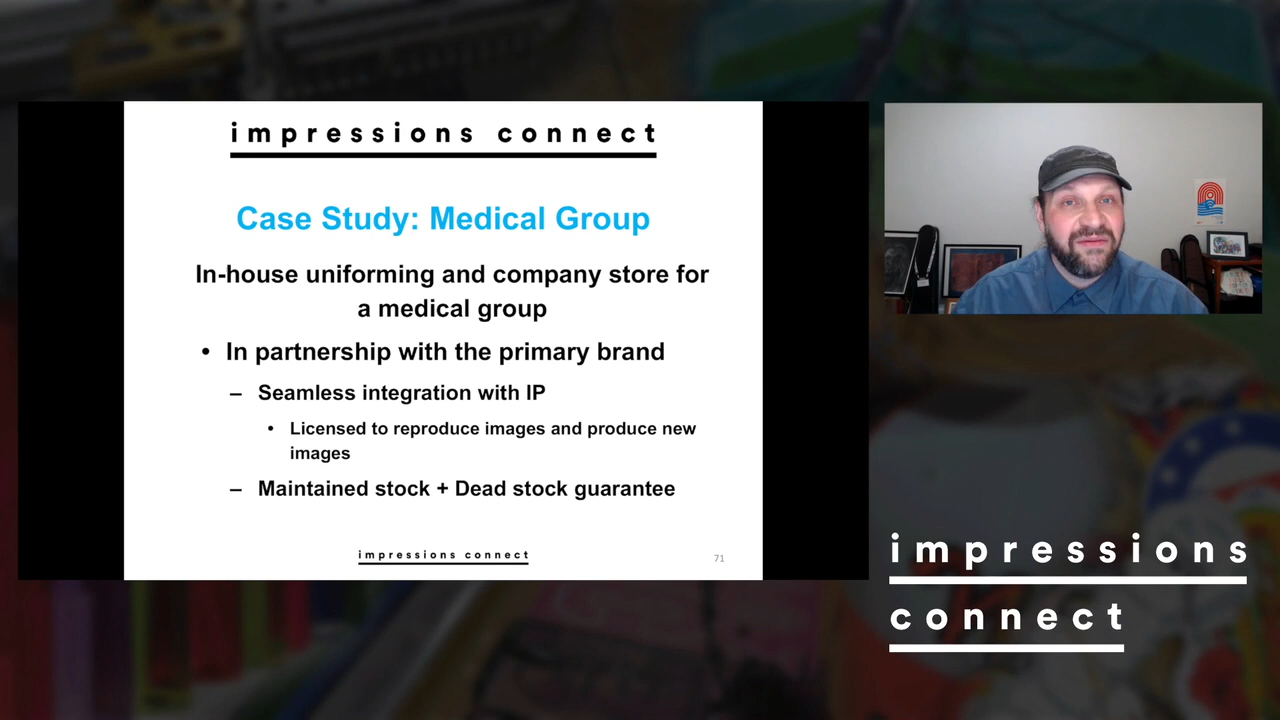 impressions connect
Case Study: Medical Group
In-house uniforming and company store for
a medical group
• In partnership with the primary brand
– Seamless integration with IP
• Licensed to reproduce images and produce new
images
– Maintained stock + Dead stock guarantee
impressions connect
71
impressions
connect